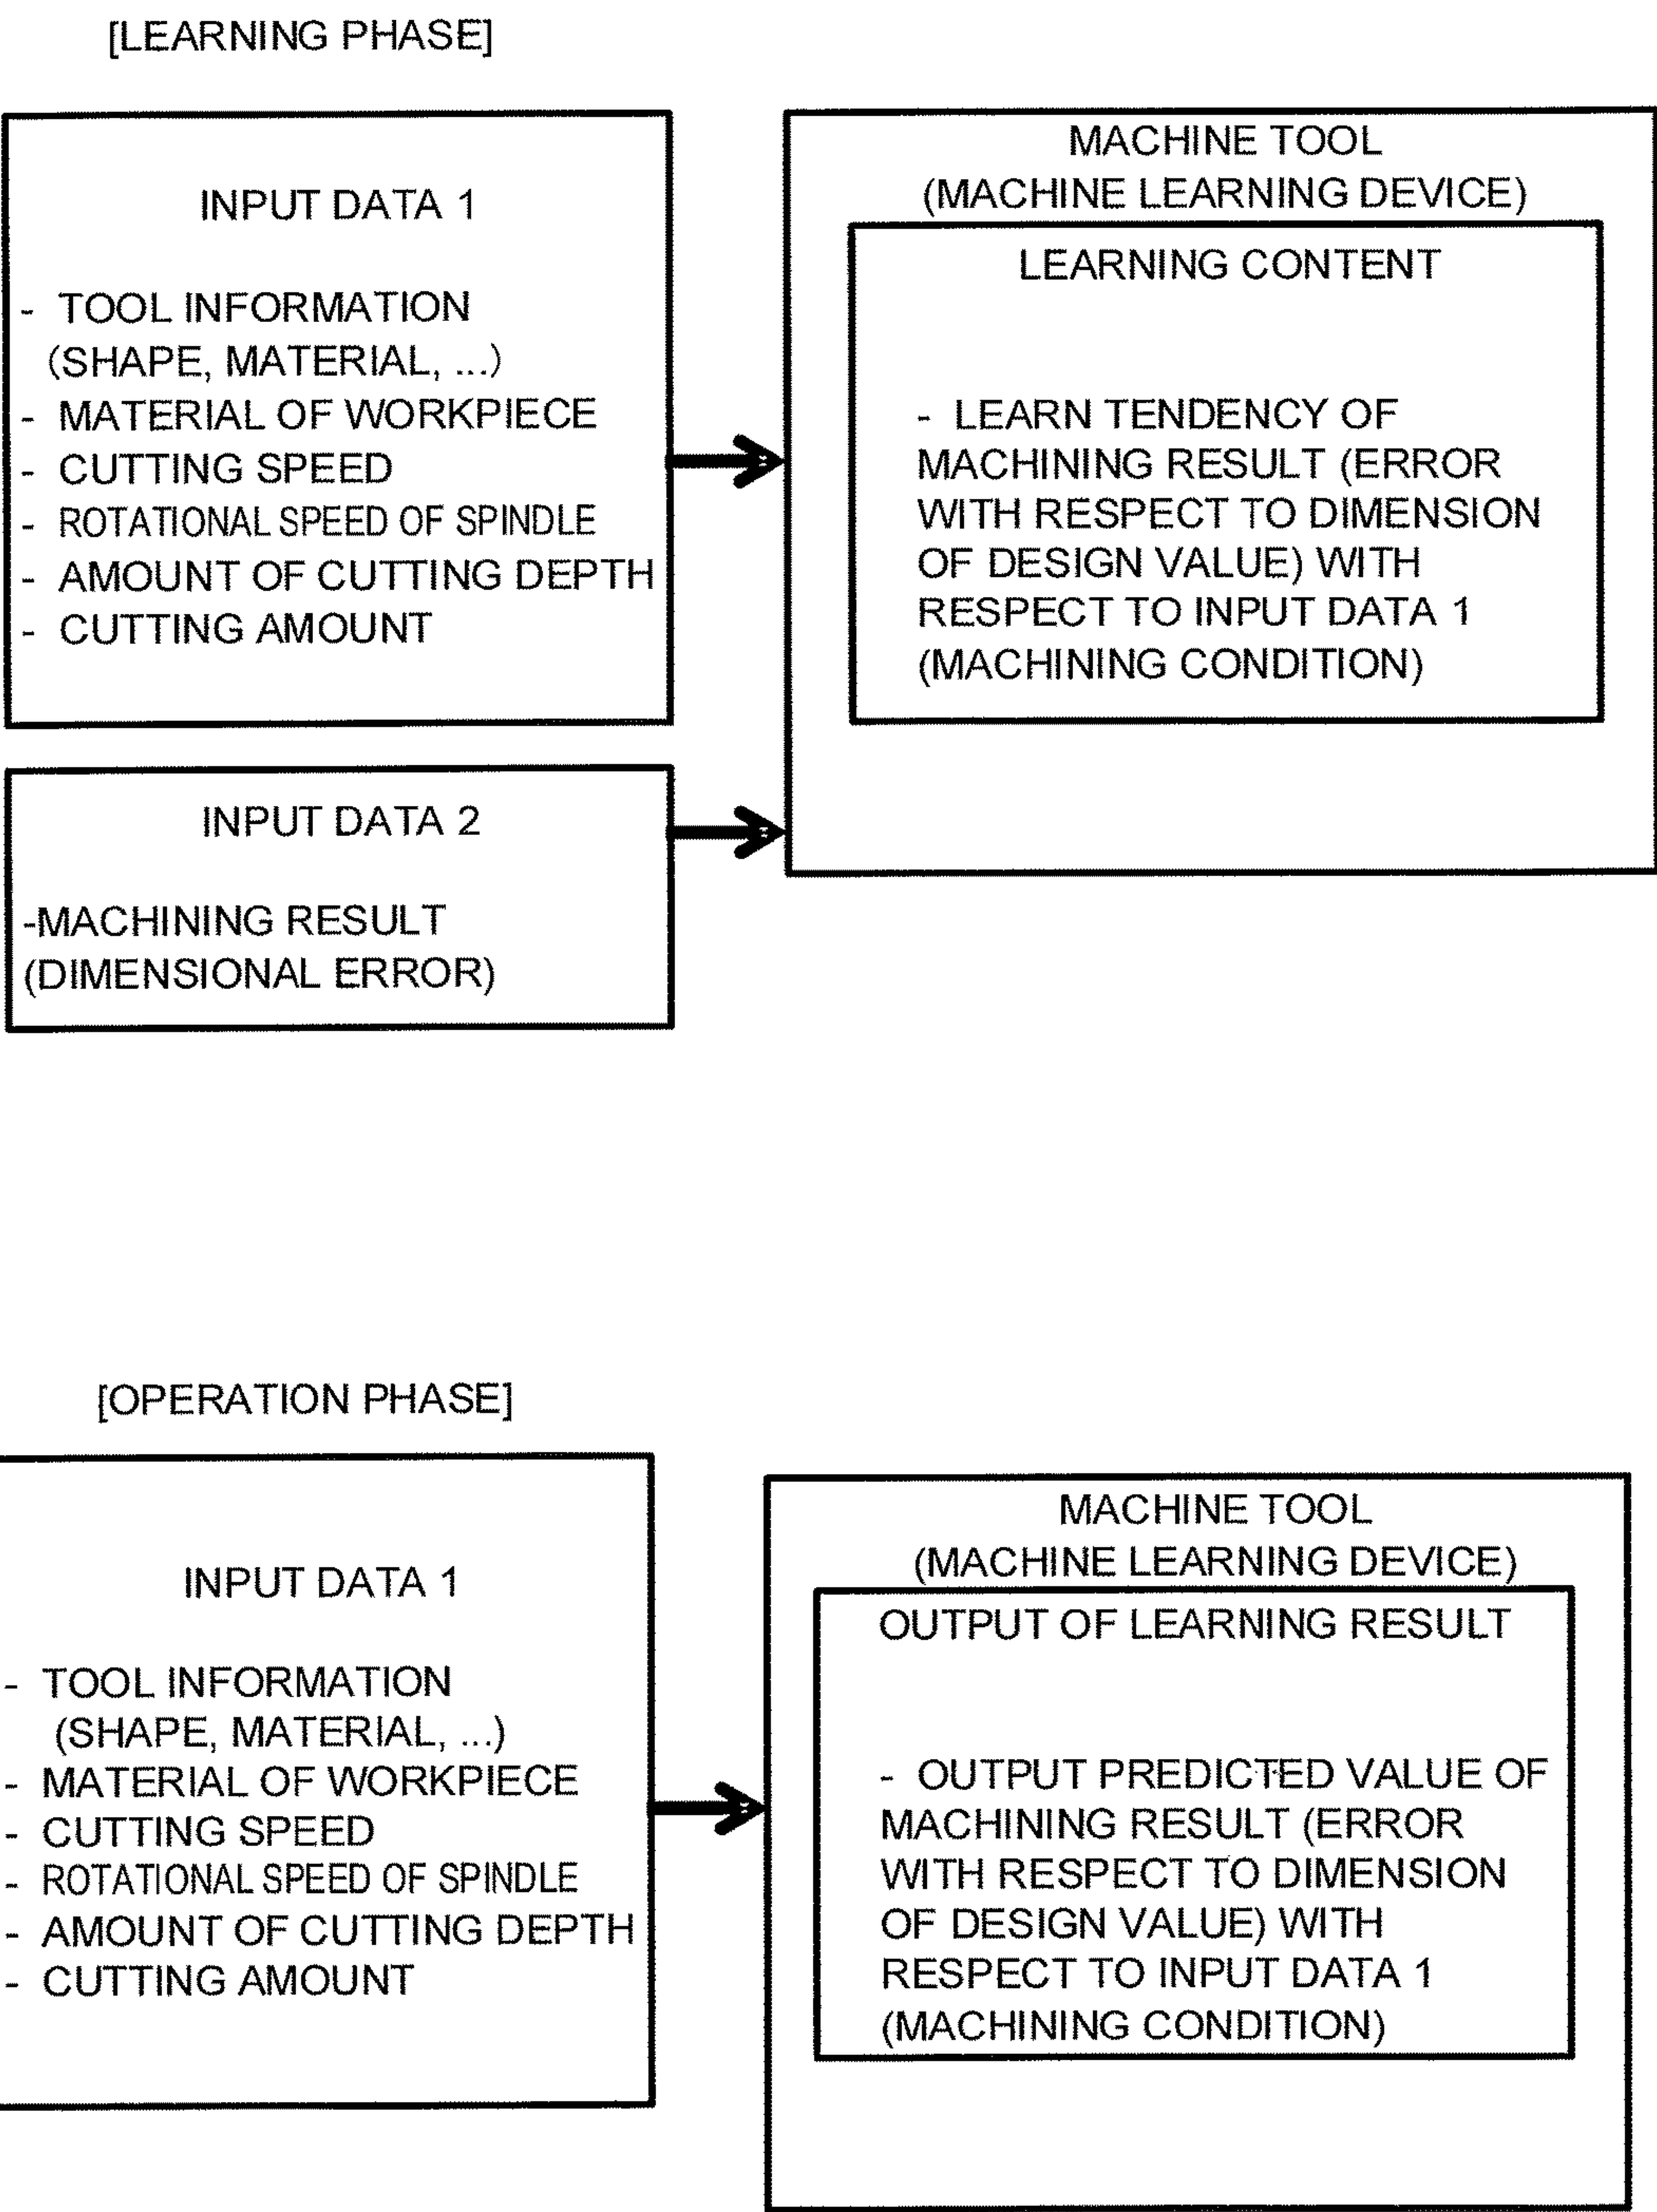 [LEARNING PHASE]
INPUT DATA 1
- TOOL INFORMATION
(SHAPE, MATERIAL, ...)
- MATERIAL OF WORKPIECE
- CUTTING SPEED
- ROTATIONAL SPEED OF SPINDLE
- AMOUNT OF CUTTING DEPTH
- CUTTING AMOUNT
INPUT DATA 2
-MACHINING RESULT
(DIMENSIONAL ERROR)
MACHINE TOOL
(MACHINE LEARNING DEVICE)
LEARNING CONTENT
- LEARN TENDENCY OF
MACHINING RESULT (ERROR
WITH RESPECT TO DIMENSION
OF DESIGN VALUE) WITH
RESPECT TO INPUT DATA 1
(MACHINING CONDITION)
[OPERATION PHASE]
INPUT DATA 1
- TOOL INFORMATION
(SHAPE, MATERIAL, ...)
- MATERIAL OF WORKPIECE
- CUTTING SPEED
- ROTATIONAL SPEED OF SPINDLE
- AMOUNT OF CUTTING DEPTH
- CUTTING AMOUNT
MACHINE TOOL
(MACHINE LEARNING DEVICE)
OUTPUT OF LEARNING RESULT
- OUTPUT PREDICTED VALUE OF
MACHINING RESULT (ERROR
WITH RESPECT TO DIMENSION
OF DESIGN VALUE) WITH
RESPECT TO INPUT DATA 1
(MACHINING CONDITION)